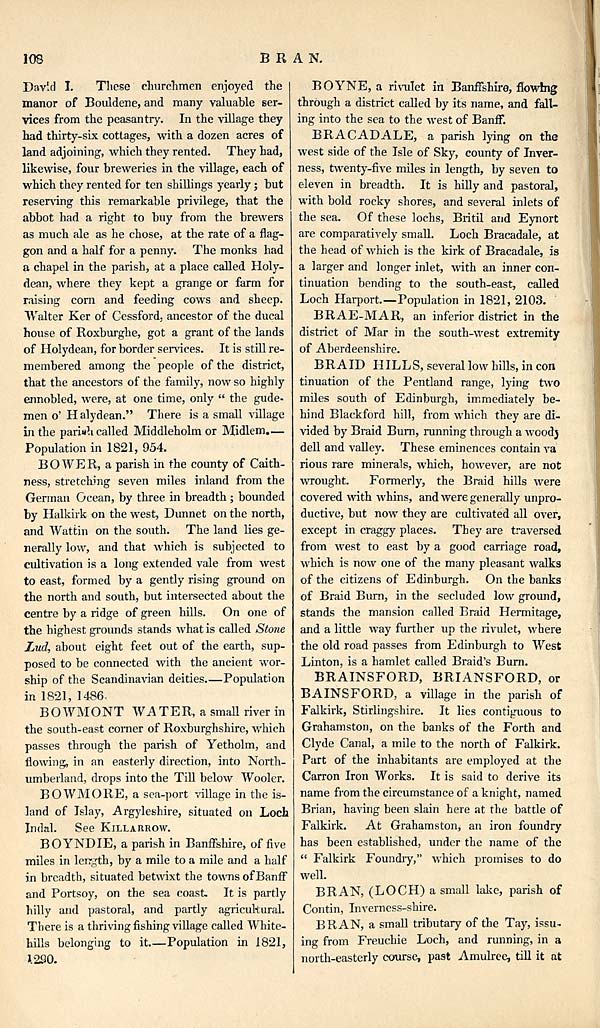 108
BRAN.
David I. These churchmen enjoyed the
manor of Bouldene, and many valuable ser-
vices from the peasantry. In the village they
had thirty-six cottages, with a dozen acres of
land adjoining, which they rented. They had,
likewise, four breweries in the village, each of
which they rented for ten shillings yearly; but
reserving this remarkable privilege, that the
abbot had a right to buy from the brewers
as much ale as he chose, at the rate of a flag-
gon and a half for a penny. The monks had
a chapel in the parish, at a place called Holy-
dean, where they kept a grange or farm for
raising corn and feeding cows and sheep.
Walter Ker of Cessford, ancestor of the ducal
house of Roxburghe, got a grant of the lands
of Holydean, for border services. It is still re-
membered among the people of the district,
that the ancestors of the family, now so highly
ennobled, were, at one time, only " the gude-
men o' Halydean." There is a small village
in the parish called Middleholm or Midlem.—
Population in 1821, 954.
BOWER, a parish in the county of Caith-
ness, stretching seven miles inland from the
German Ocean, by three in breadth; bounded
by Halkirk on the west, Dunnet on the north,
and Wattin on the south. The land lies ge-
nerally low, and that which is subjected to
cultivation is a long extended vale from west
to east, formed by a gently rising ground on
the north and south, but intersected about the
centre by a ridge of green hills. On one of
the highest grounds stands what is called Stone
Lud, about eight feet out of the earth, sup-
posed to be connected with the ancient wor-
ship of the Scandinavian deities.—Population
in 1821, 1486.
BOWMONT WATER, a small river in
the south-east corner of Roxburghshire, which
passes through the parish of Yetholm, and
flowing, in an easterly direction, into North-
umberland, drops into the Till below Wooler.
BOWMORE, a sea-port village in the is-
land of Islay, Argyleshire, situated on Loch
Indal. See KILLARROW.
BOYNDIE, a parish in Banffshire, of five
miles in length, by a mile to a mile and a half
in breadth, situated betwixt the towns of Banff
and Portsoy, on the sea coast. It is partly
hilly and pastoral, and partly agricultural.
There is a thriving fishing village called White-
hills belonging to it.—Population in 1821,
1290.
BOYNE, a rivulet in Banffshire, flowing
through a district called by its name, and fall-
ing into the sea to the west of Banff.
BRACADALE, a parish lying on the
west side of the Isle of Sky, county of Inver-
ness, twenty-five miles in length, by seven to
eleven in breadth. It is hilly and pastoral,
with bold rocky shores, and several inlets of
the sea. Of these lochs, Britil and Eynort
are comparatively small. Loch Bracadale, at
the head of which is the kirk of Bracadale, is
a larger and longer inlet, with an inner con-
tinuation bending to the south-east, called
Loch Harport.—Population in 1821, 2103.
BRAE-MAR, an inferior district in the
district of Mar in the south-west extremity
of Aberdeenshire.
BRAID HILLS, several low hills, in con
tinuation of the Pentland range, lying two
miles south of Edinburgh, immediately be-
hind Blackford hill, from which they are di-
vided by Braid Burn, running through a woody
dell and valley. These eminences contain va
rious rare minerals, which, however, are not
wrought. Formerly, the Braid hills were
covered with whins, and were generally unpro-
ductive, but now they are cultivated all over,
except in craggy places. They are traversed
from west to east by a good carriage road,
which is now one of the many pleasant walks
of the citizens of Edinburgh. On the banks
of Braid Burn, in the secluded low ground,
stands the mansion called Braid Hermitage,
and a little way further up the rivulet, where
the old road passes from Edinburgh to West
Linton, is a hamlet called Braid's Burn.
BRAINSFORD, BRIANSFORD, or
BAINSFORD, a village in the parish of
Falkirk, Stirlingshire. It lies contiguous to
Grahamston, on the banks of the Forth and
Clyde Canal, a mile to the north of Falkirk.
Part of the inhabitants are employed at the
Carron Iron Works. It is said to derive its
name from the circumstance of a knight, named
Brian, having been slain here at the battle of
Falkirk. At Grahamston, an iron foundry
has been established, under the name of the
" Falkirk Foundry," which promises to do
well.
BRAN, (LOCH) a small lake, parish of
Contin, Inverness-shire.
BRAN, a small tributary of the Tay, issu-
ing from Freuchie Loch, and running, in a
north-easterly course, past Amulree, till it at